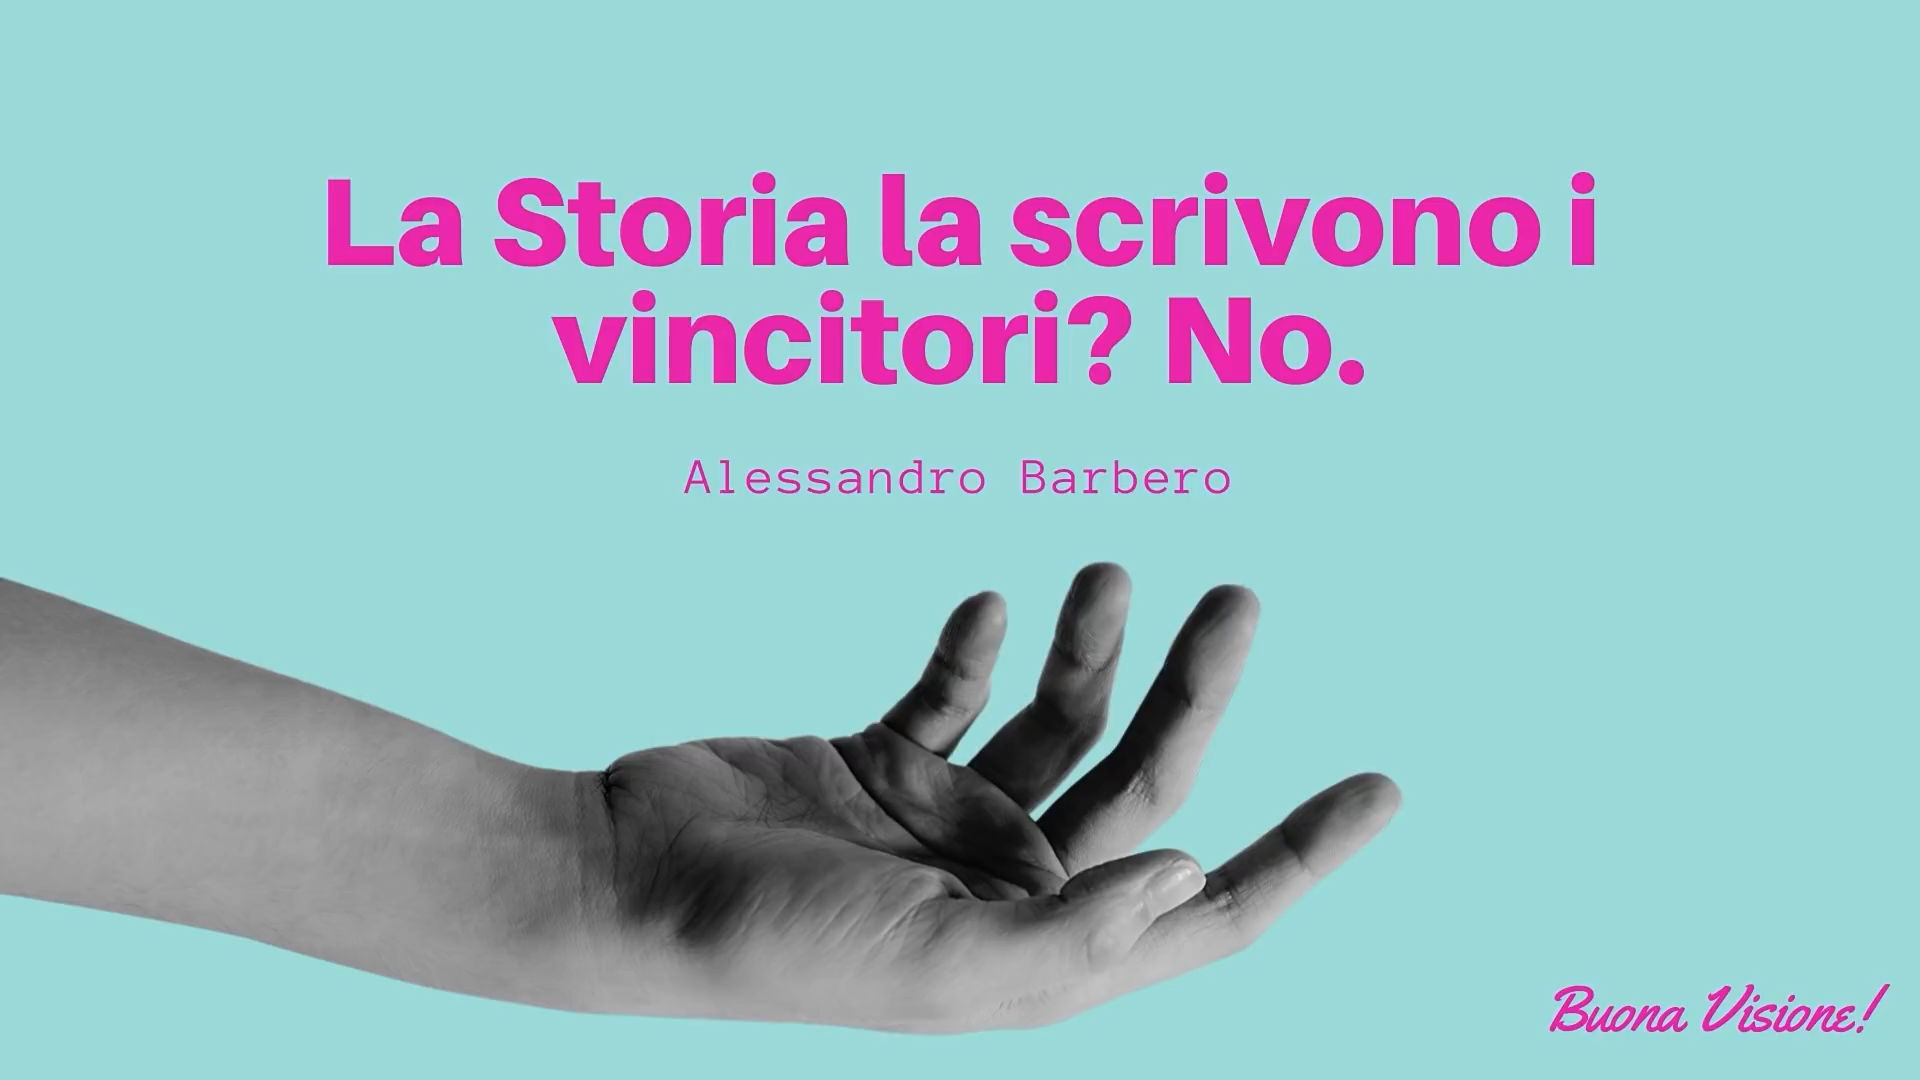 La Storia la scrivono i
vincitori? No.
Alessandro Barbero
Buona Visione!